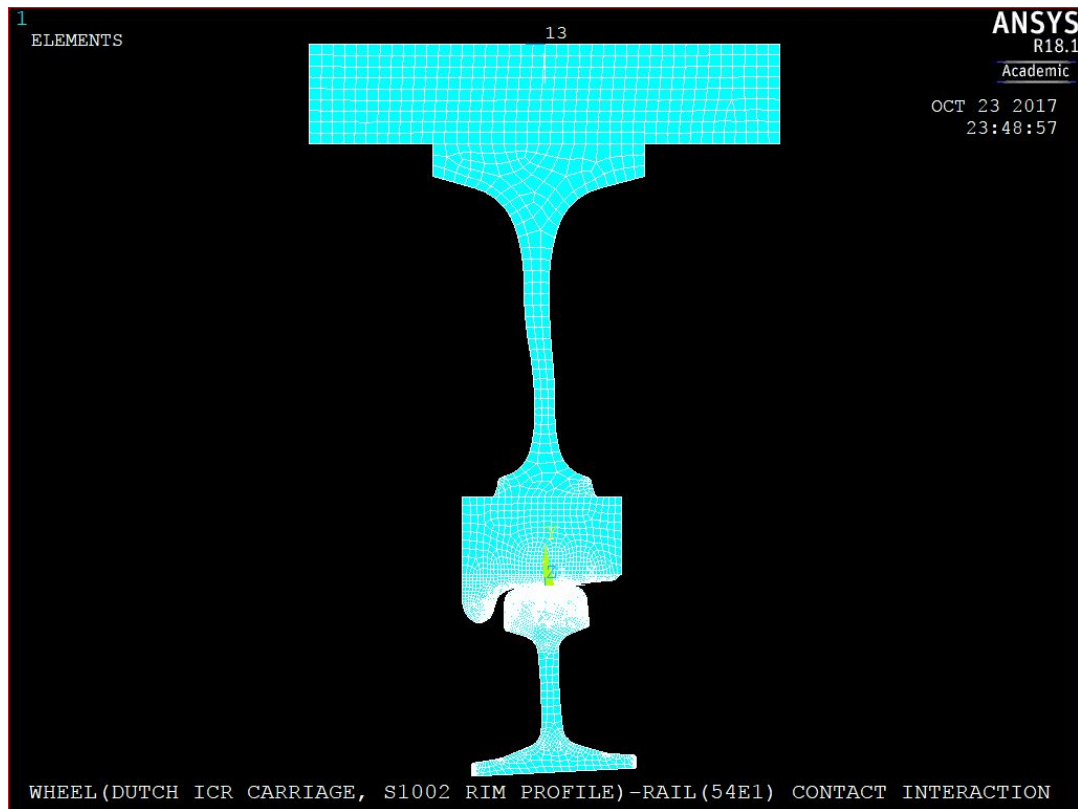 1
ELEMENTS
13
ANSYS
R18.1
Academic
OCT 23 2017
23:48:57
Y
Z
WHEEL(DUTCH ICR CARRIAGE, S1002 RIM PROFILE)-RAIL(54E1) CONTACT INTERACTION